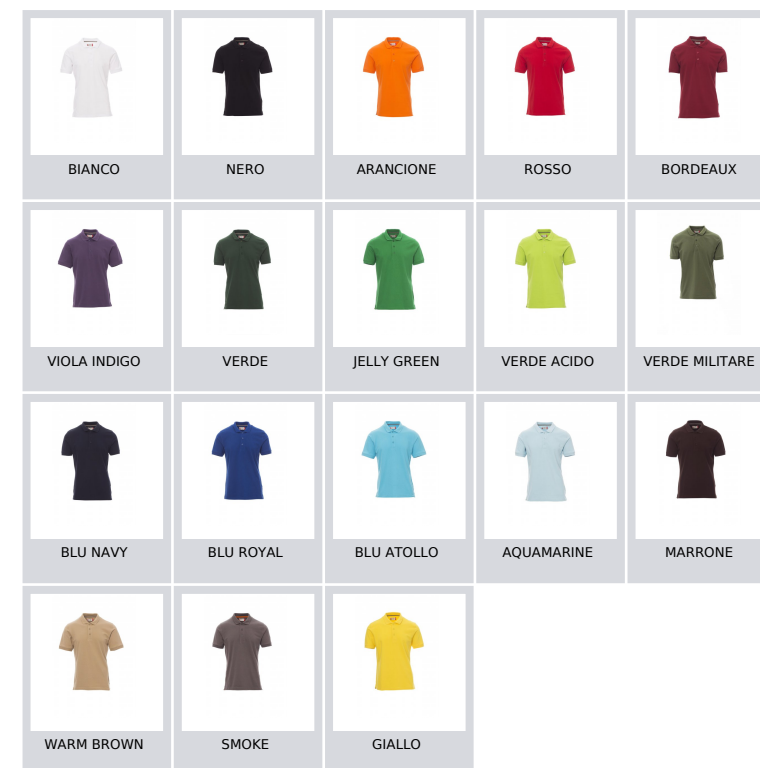 BIANCO
NERO
ARANCIONE
ROSSO
BORDEAUX
VIOLA INDIGO
VERDE
JELLY GREEN
VERDE ACIDO
VERDE MILITARE
BLU NAVY
BLU ROYAL
BLU ATOLLO
AQUAMARINE
MARRONE
WARM BROWN
SMOKE
GIALLO